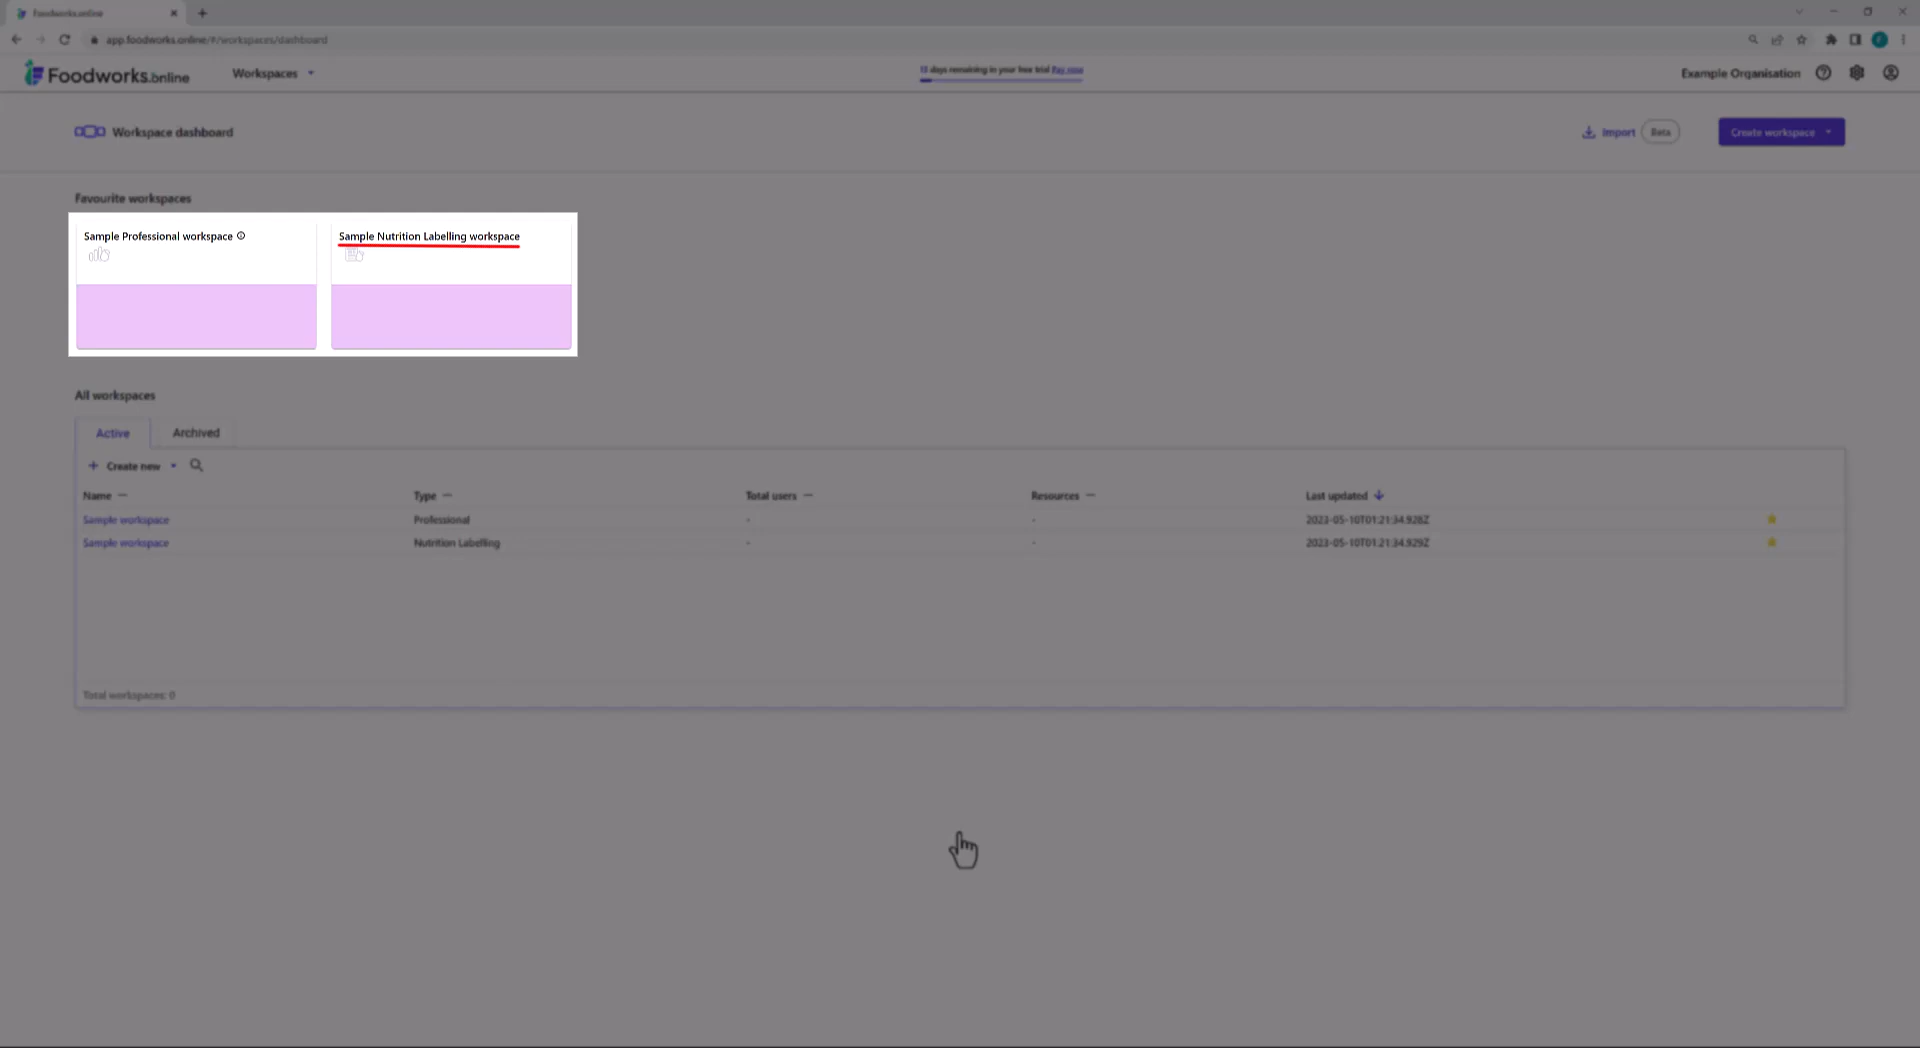 Foodworks.online
app.foodworks.online/#/workspaces/dashboard
Foodworks.online
Workspaces
13 days remaining in your free trial Pay now
Example Organisation
Workspace dashboard
Import
Beta
Create workspace
Favourite workspaces
Sample Professional workspace
Sample Nutrition Labelling workspace
All workspaces
Active
Archived
+ Create new
Name
Type
Total users
Resources
Last updated
Sample workspace
Professional
-
-
2023-05-10T01:21:34.928Z
Sample workspace
Nutrition Labelling
-
-
2023-05-10T01:21:34.929Z
Total workspaces: 0